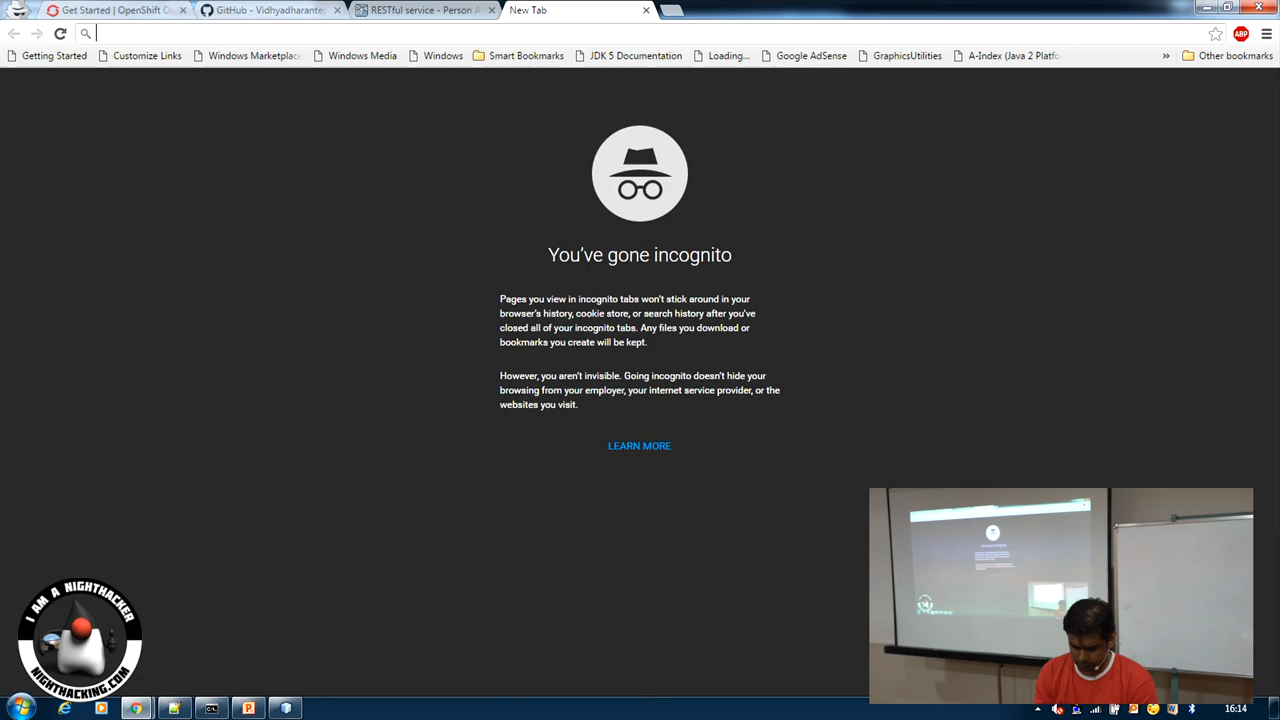 Get Started | OpenShift O
GitHub - Vidhyadharante
RESTful service - Person A
New Tab
ABP
Getting Started
Customize Links
Windows Marketplace
Windows Media
Windows
Smart Bookmarks
JDK 5 Documentation
Loading...
Google AdSense
GraphicsUtilities
A-Index (Java 2 Platfo
»
Other bookmarks
You've gone incognito
Pages you view in incognito tabs won't stick around in your
browser's history, cookie store, or search history after you've
closed all of your incognito tabs. Any files you download or
bookmarks you create will be kept.
However, you aren't invisible. Going incognito doesn't hide your
browsing from your employer, your internet service provider, or the
websites you visit.
LEARN MORE
I AM A NIGHTHACKER
NIGHTHACKING.COM
16:14